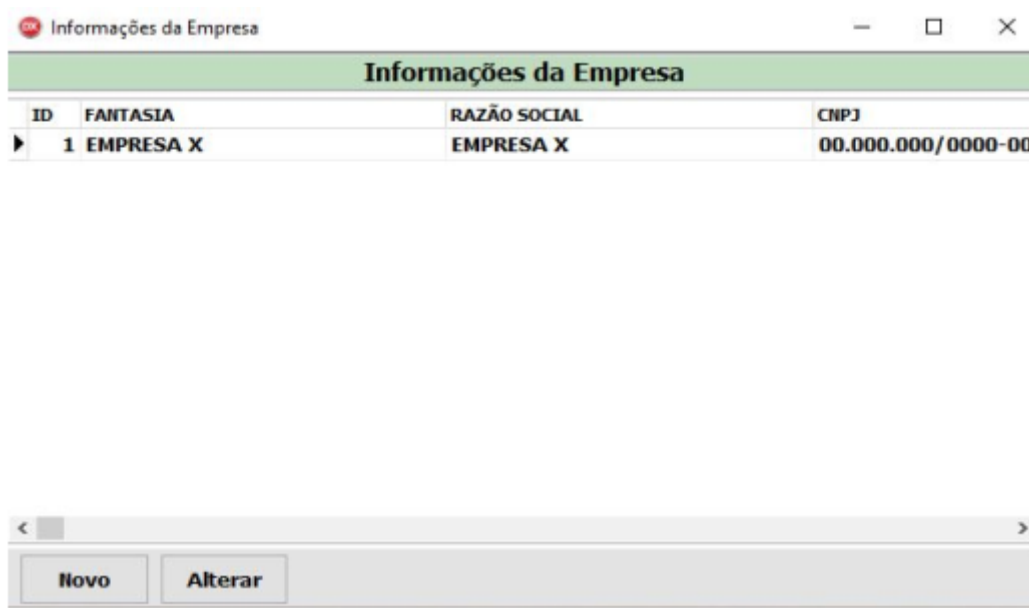 DX Informações da Empresa
Informações da Empresa
ID FANTASIA RAZÃO SOCIAL CNPJ
1 EMPRESA X EMPRESA X 00.000.000/0000-00
Novo Alterar